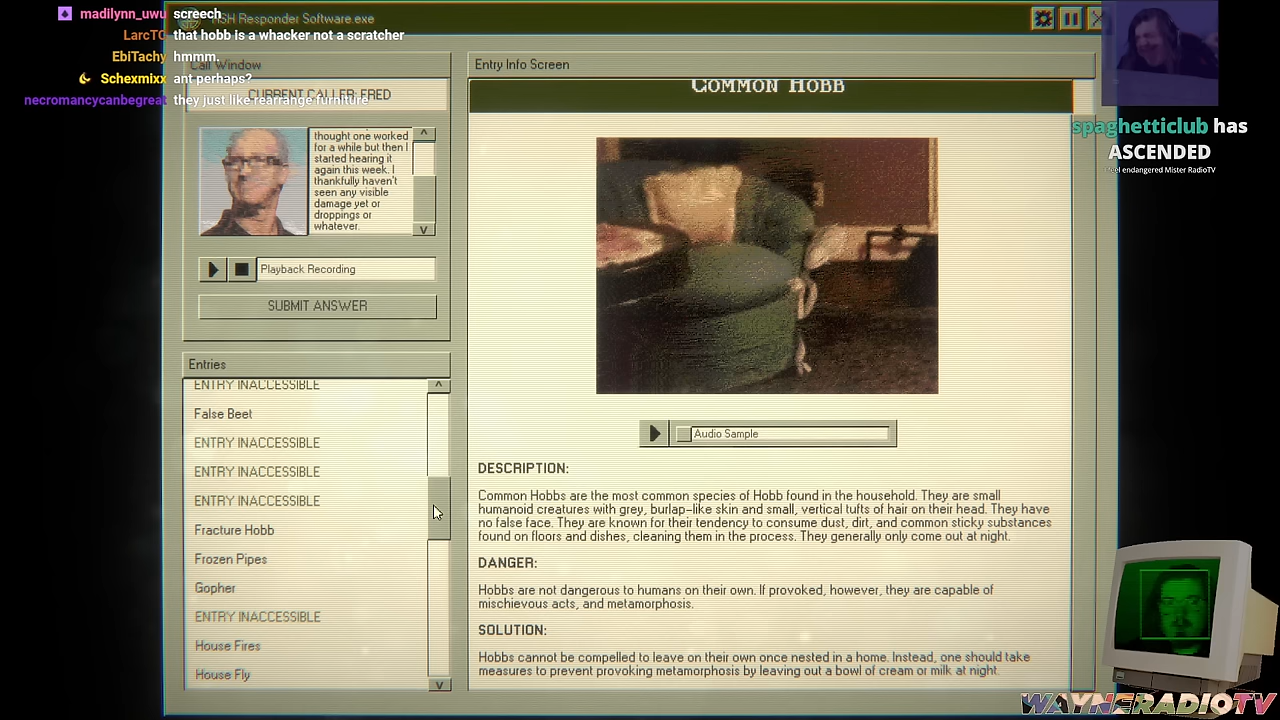 madilynn_uwu screech
LarcTC that hobb is a whacker not a scratcher
EbiTachy hmmm.
Schexmixx ant perhaps?
necromancycanbegreat they just like rearrange furniture
HSH Responder Software.exe
Call Window
CURRENT CALLER: FRED
thought one worked
for a while but then I
started hearing it
again this week. I
thankfully haven't
seen any visible
damage yet or
droppings or
whatever.
Playback Recording
SUBMIT ANSWER
Entries
ENTRY INACCESSIBLE
False Beet
ENTRY INACCESSIBLE
ENTRY INACCESSIBLE
ENTRY INACCESSIBLE
Fracture Hobb
Frozen Pipes
Gopher
ENTRY INACCESSIBLE
House Fires
House Fly
Entry Info Screen
COMMON HOBB
Audio Sample
DESCRIPTION:
Common Hobbs are the most common species of Hobb found in the household. They are small
humanoid creatures with grey, burlap-like skin and small, vertical tufts of hair on their head. They have
no false face. They are known for their tendency to consume dust, dirt, and common sticky substances
found on floors and dishes, cleaning them in the process. They generally only come out at night.
DANGER:
Hobbs are not dangerous to humans on their own. If provoked, however, they are capable of
mischievous acts, and metamorphosis.
SOLUTION:
Hobbs cannot be compelled to leave on their own once nested in a home. Instead, one should take
measures to prevent provoking metamorphosis by leaving out a bowl of cream or milk at night.
spaghetticlub has
ASCENDED
I feel endangered Mister RadioTV
WAYNERADIOTV